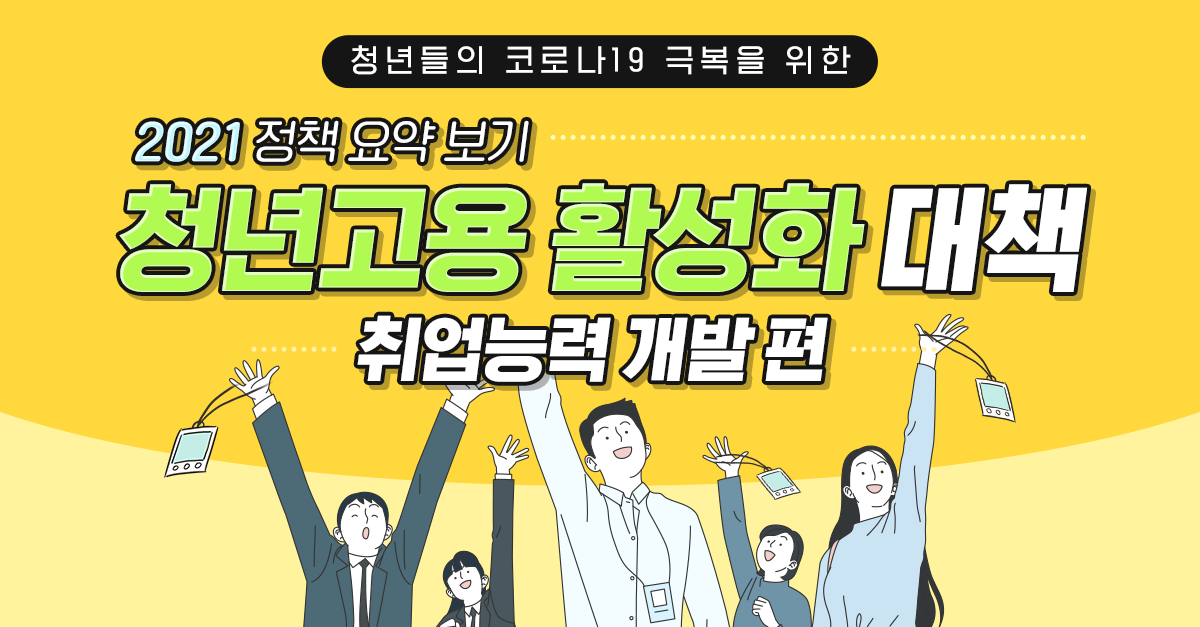 청년들의 코로나19 극복을 위한
2021 정책 요약 보기
청년고용 활성화 대책
취업능력 개발 편